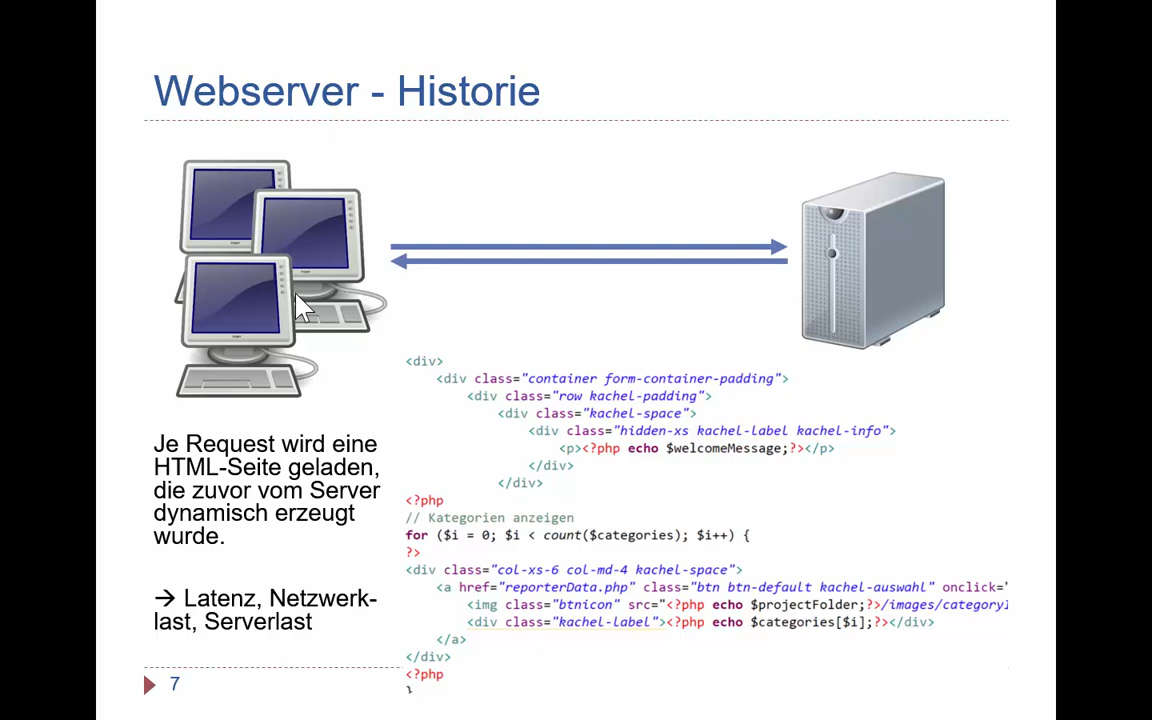 Webserver - Historie
Je Request wird eine
HTML-Seite geladen,
die zuvor vom Server
dynamisch erzeugt
wurde.
→ Latenz, Netzwerk-
last, Serverlast
<div>
<div class="container form-container-padding">
<div class="row kachel-padding">
<div class="kachel-space">
<div class="hidden-xs kachel-label kachel-info">
<p><?php echo $welcomeMessage;?></p>
</div>
</div>
<?php
// Kategorien anzeigen
for ($i = 0; $i < count($categories); $i++) {
?>
<div class="col-xs-6 col-md-4 kachel-space">
<a href="reporterData.php" class="btn btn-default kachel-auswahl" onclick="
<img class="btnicon" src="<?php echo $projectFolder;?>/images/category
<div class="kachel-label"><?php echo $categories[$i];?></div>
</a>
</div>
<?php
}
7